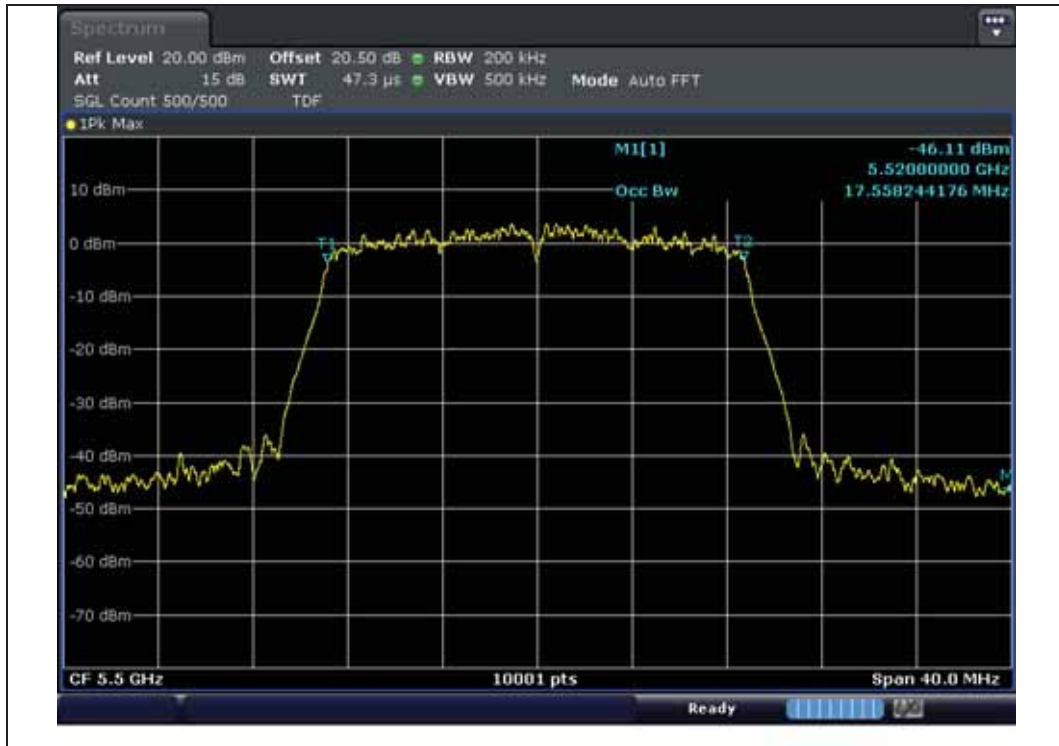 Spectrum
Ref Level 20.00 dBm Offset 20.50 dB RBW 200 kHz
Att 15 dB SWT 47.3 µs VBW 500 kHz Mode Auto FFT
SGL Count 500/500 TDF
1Pk Max
M1[1] -46.11 dBm
5.52000000 GHz
Occ Bw 17.558244176 MHz
10 dBm
0 dBm
T1
T2
-10 dBm
-20 dBm
-30 dBm
-40 dBm
M
-50 dBm
-60 dBm
-70 dBm
CF 5.5 GHz 10001 pts Span 40.0 MHz
Ready